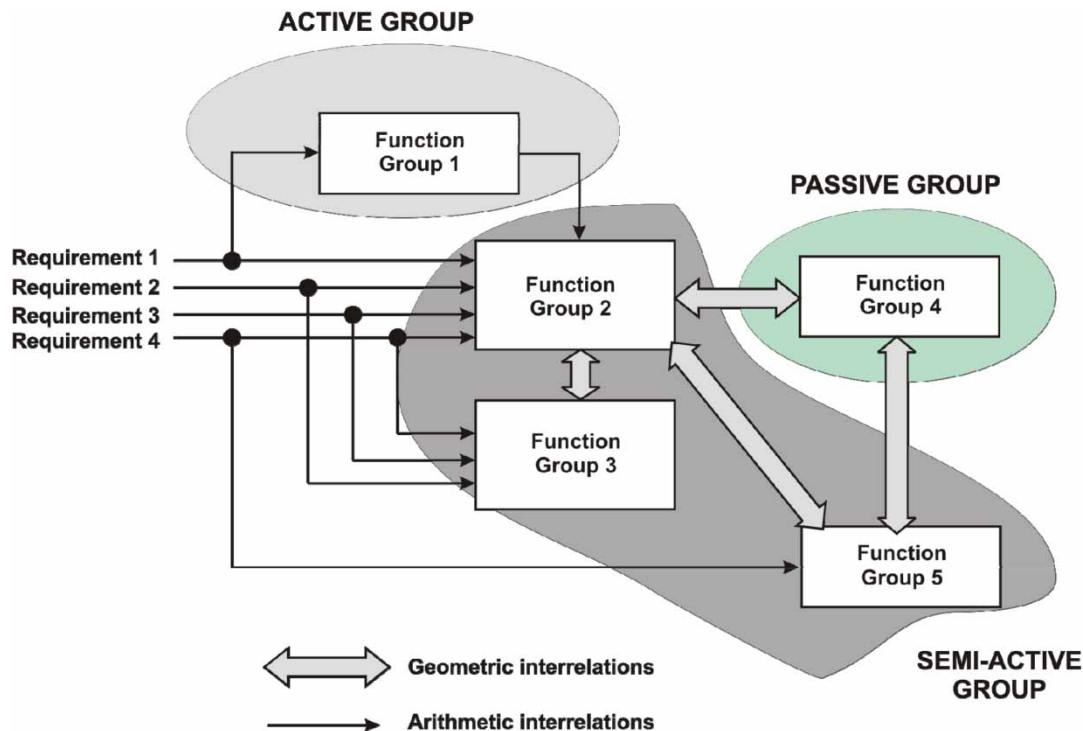 ACTIVE GROUP
Function
Group 1
PASSIVE GROUP
Requirement 1
Requirement 2
Requirement 3
Requirement 4
Function
Group 2
Function
Group 4
Function
Group 3
Function
Group 5
SEMI-ACTIVE
GROUP
Geometric interrelations
Arithmetic interrelations